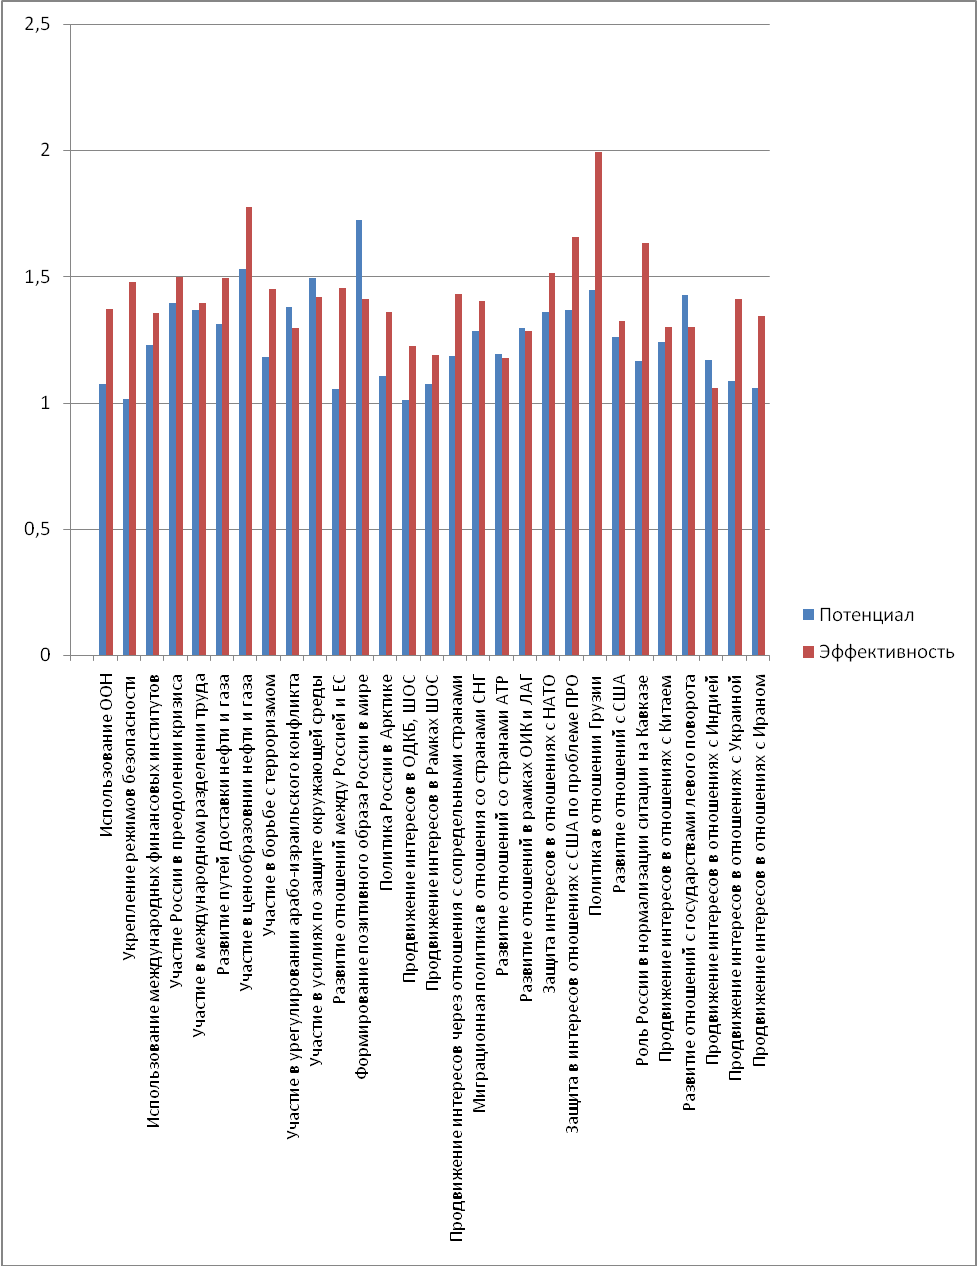 2,5
2
1,5
1
0,5
0
Потенциал
Эффективность
Использование ООН
Укрепление режимов безопасности
Использование международных финансовых институтов
Участие России в преодолении кризиса
Участие в международном разделении труда
Развитие путей доставки нефти и газа
Участие в ценообразовнии нефти и газа
Участие в борьбе с терроризмом
Участие в урегулировании арабо-израильского конфликта
Участие в усилиях по защите окружающей среды
Развитие отношений между Россией и ЕС
Формирование позитивного образа России в мире
Политика России в Арктике
Продвижение интересов в ОДКБ, ШОС
Продвижение интересов в Рамках ШОС
Продвижение интересов через отношения с сопредельными странами
Миграционная политика в отношения со странами СНГ
Развитие отношений со странами АТР
Развитие отношений в рамках ОИК и ЛАГ
Защита интересов в отношениях с НАТО
Защита в интересов отношениях с США по проблеме ПРО
Политика в отношении Грузии
Развитие отношений с США
Роль России в нормализации ситации на Кавказе
Продвижение интересов в отношениях с Китаем
Развитие отношений с государствами левого поворота
Продвижение интересов в отношениях с Индией
Продвижение интересов в отношениях с Украиной
Продвижение интересов в отношениях с Ираном